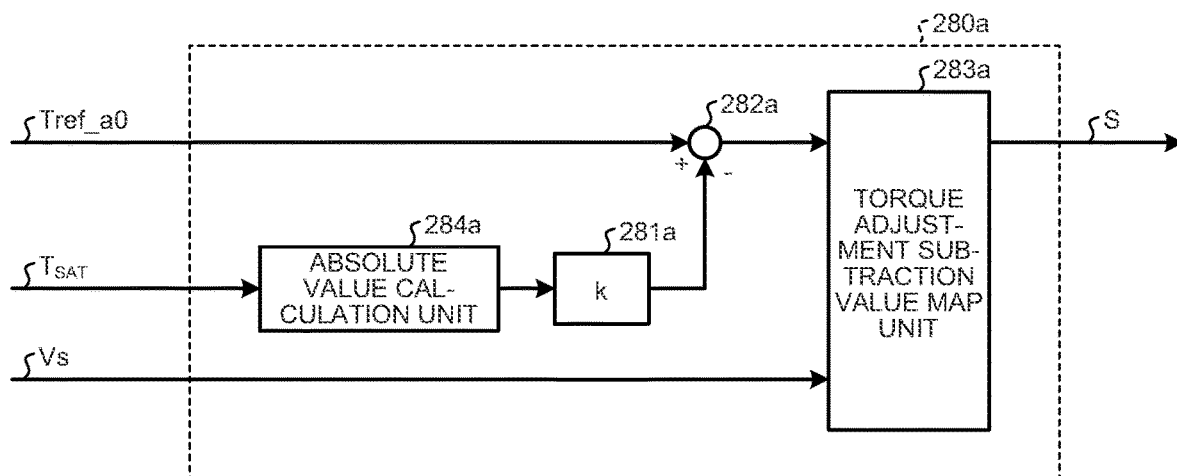 280a
283a
Tref_a0
282a
S
+
-
TORQUE
ADJUST-
MENT SUB-
TRACTION
VALUE MAP
UNIT
284a
281a
TSAT
ABSOLUTE
VALUE CAL-
CULATION UNIT
k
Vs